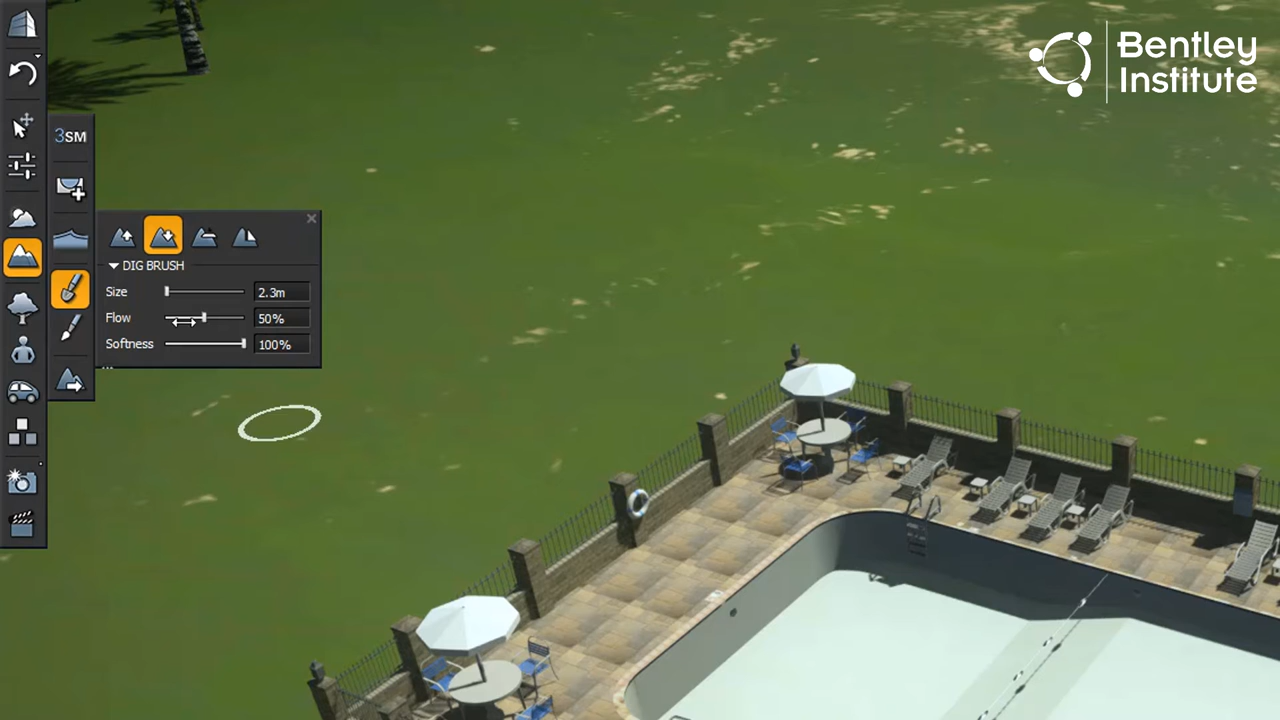 Bentley
Institute
3SM
DIG BRUSH
Size 2.3m
Flow 50%
Softness 100%